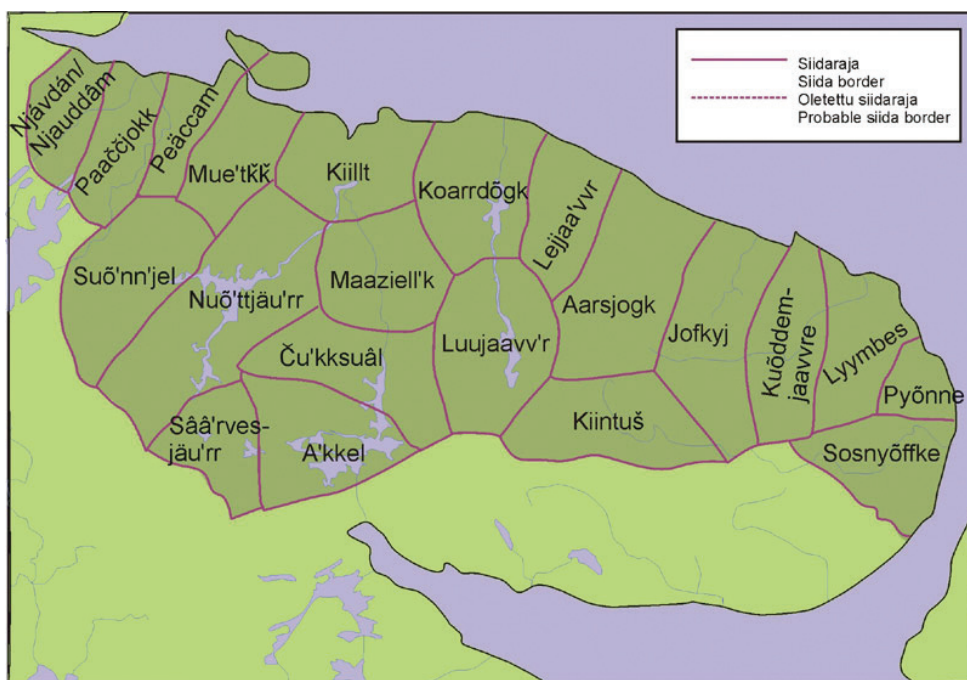 Siidaraja
Siida border
Oletettu siidaraja
Probable siida border
Njávdán/
Njauddâm
Paaččjokk
Peäccam
Mue'tǩǩ
Kiillt
Koarrdõgk
Lejjaa'vvr
Suõ'nn'jel
Nuõ'ttjäu'rr
Maaziell'k
Aarsjogk
Jofkyj
Kuõddem-
jaavvre
Lyymbes
Pyõnne
Ču'kksuâl
Luujaavv'r
Sââ'rves-
jäu'rr
A'kkel
Kiintuš
Sosnyõffke